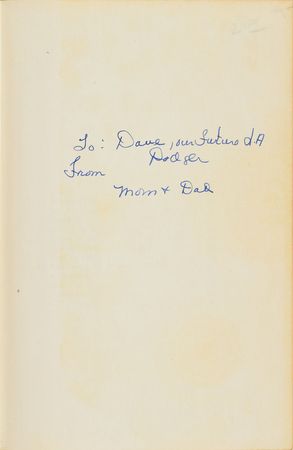 To: Dave, our Future LA
Dodger
From
Mom + Dad